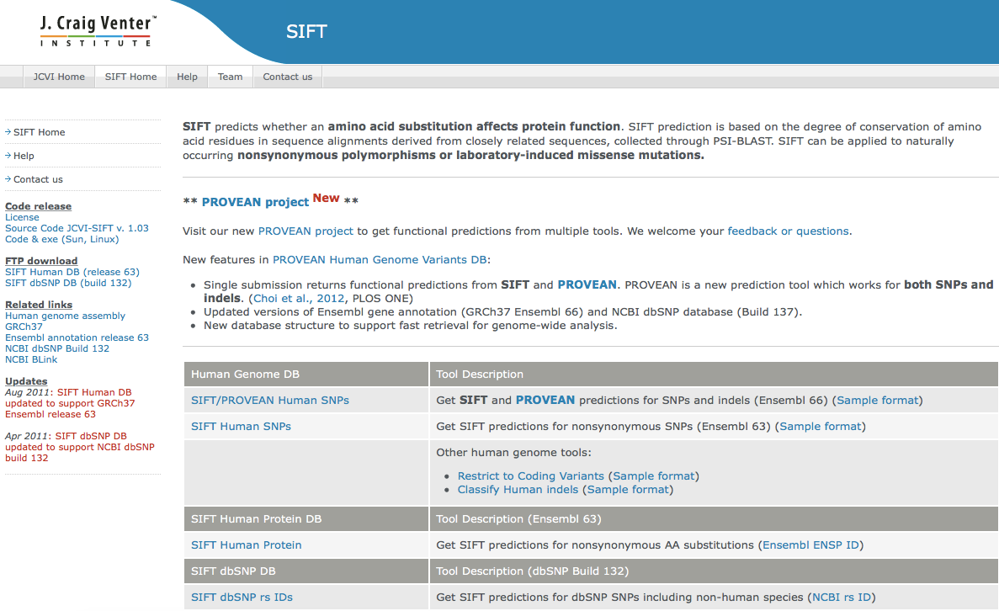 J. Craig Venter™
INSTITUTE
SIFT
JCVI Home
SIFT Home
Help
Team
Contact us
SIFT Home
Help
Contact us
Code release
License
Source Code JCVI-SIFT v. 1.03
Code & exe (Sun, Linux)
FTP download
SIFT Human DB (release 63)
SIFT dbSNP DB (build 132)
Related links
Human genome assembly
GRCh37
Ensembl annotation release 63
NCBI dbSNP Build 132
NCBI BLink
Updates
Aug 2011: SIFT Human DB
updated to support GRCh37
Ensembl release 63
Apr 2011: SIFT dbSNP DB
updated to support NCBI dbSNP
build 132
SIFT predicts whether an amino acid substitution affects protein function. SIFT prediction is based on the degree of conservation of amino
acid residues in sequence alignments derived from closely related sequences, collected through PSI-BLAST. SIFT can be applied to naturally
occurring nonsynonymous polymorphisms or laboratory-induced missense mutations.
** PROVEAN project New **
Visit our new PROVEAN project to get functional predictions from multiple tools. We welcome your feedback or questions.
New features in PROVEAN Human Genome Variants DB:
• Single submission returns functional predictions from SIFT and PROVEAN. PROVEAN is a new prediction tool which works for both SNPs and
indels. (Choi et al., 2012, PLOS ONE)
• Updated versions of Ensembl gene annotation (GRCh37 Ensembl 66) and NCBI dbSNP database (Build 137).
• New database structure to support fast retrieval for genome-wide analysis.
Human Genome DB
Tool Description
SIFT/PROVEAN Human SNPs
Get SIFT and PROVEAN predictions for SNPs and indels (Ensembl 66) (Sample format)
SIFT Human SNPs
Get SIFT predictions for nonsynonymous SNPs (Ensembl 63) (Sample format)
Other human genome tools:
• Restrict to Coding Variants (Sample format)
• Classify Human indels (Sample format)
SIFT Human Protein DB
Tool Description (Ensembl 63)
SIFT Human Protein
Get SIFT predictions for nonsynonymous AA substitutions (Ensembl ENSP ID)
SIFT dbSNP DB
Tool Description (dbSNP Build 132)
SIFT dbSNP rs IDs
Get SIFT predictions for dbSNP SNPs including non-human species (NCBI rs ID)